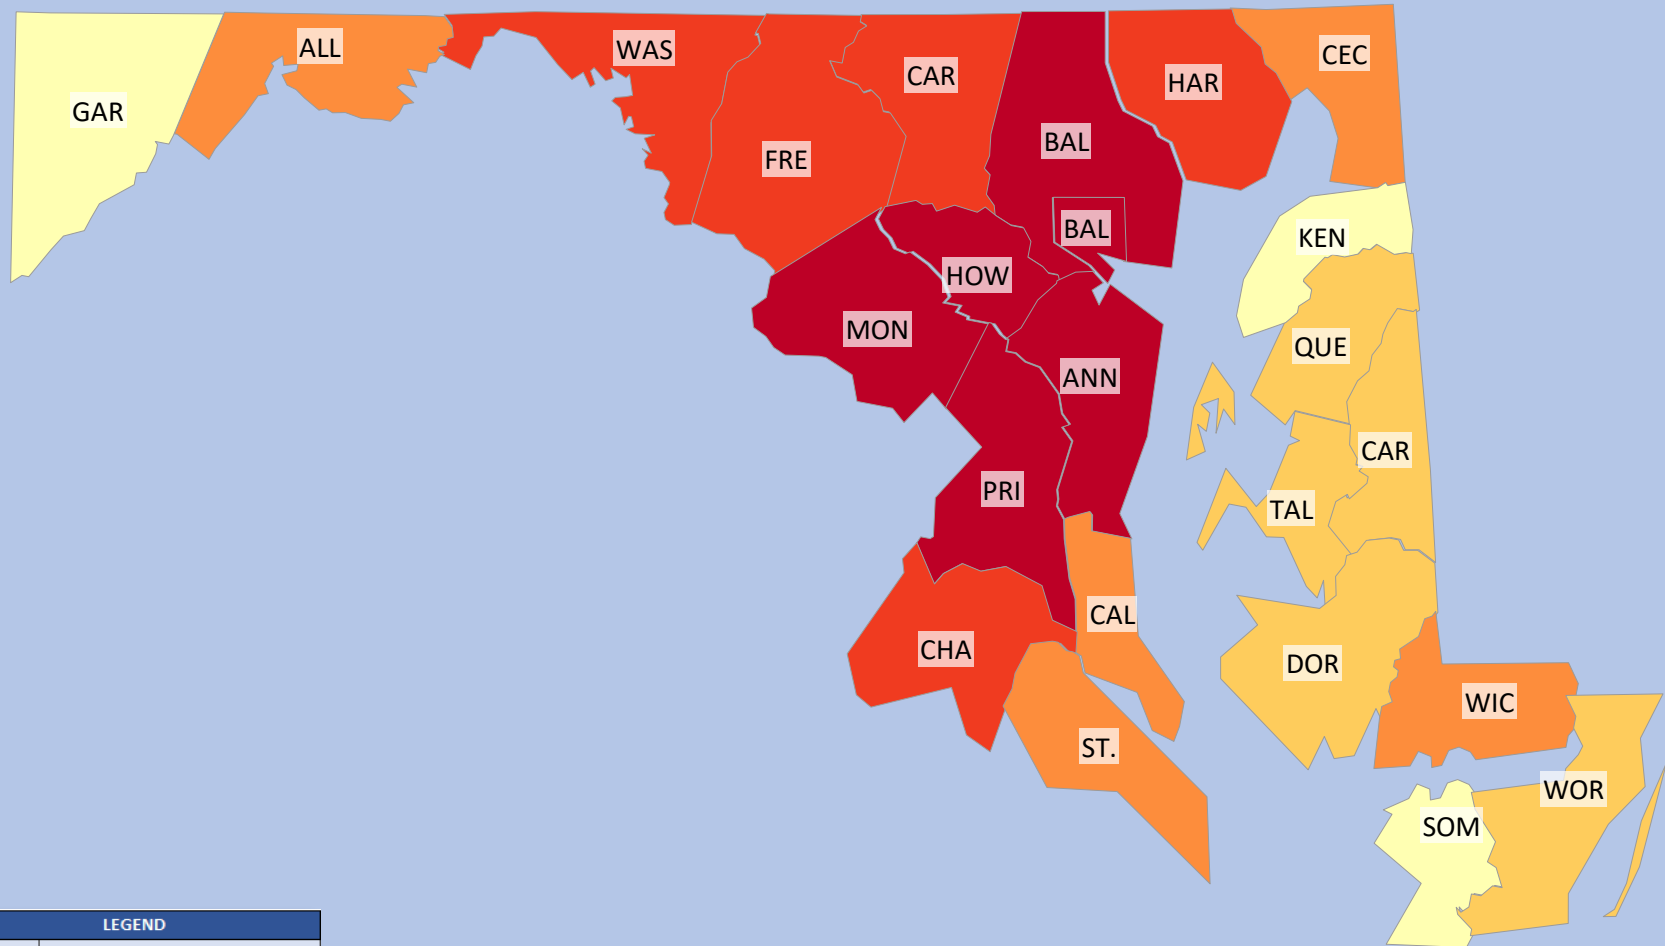 ALL
WAS
CEC
CAR
HAR
GAR
BAL
FRE
BAL
KEN
HOW
MON
QUE
ANN
CAR
PRI
TAL
CAL
CHA
DOR
WIC
ST.
WOR
SOM
LEGEND